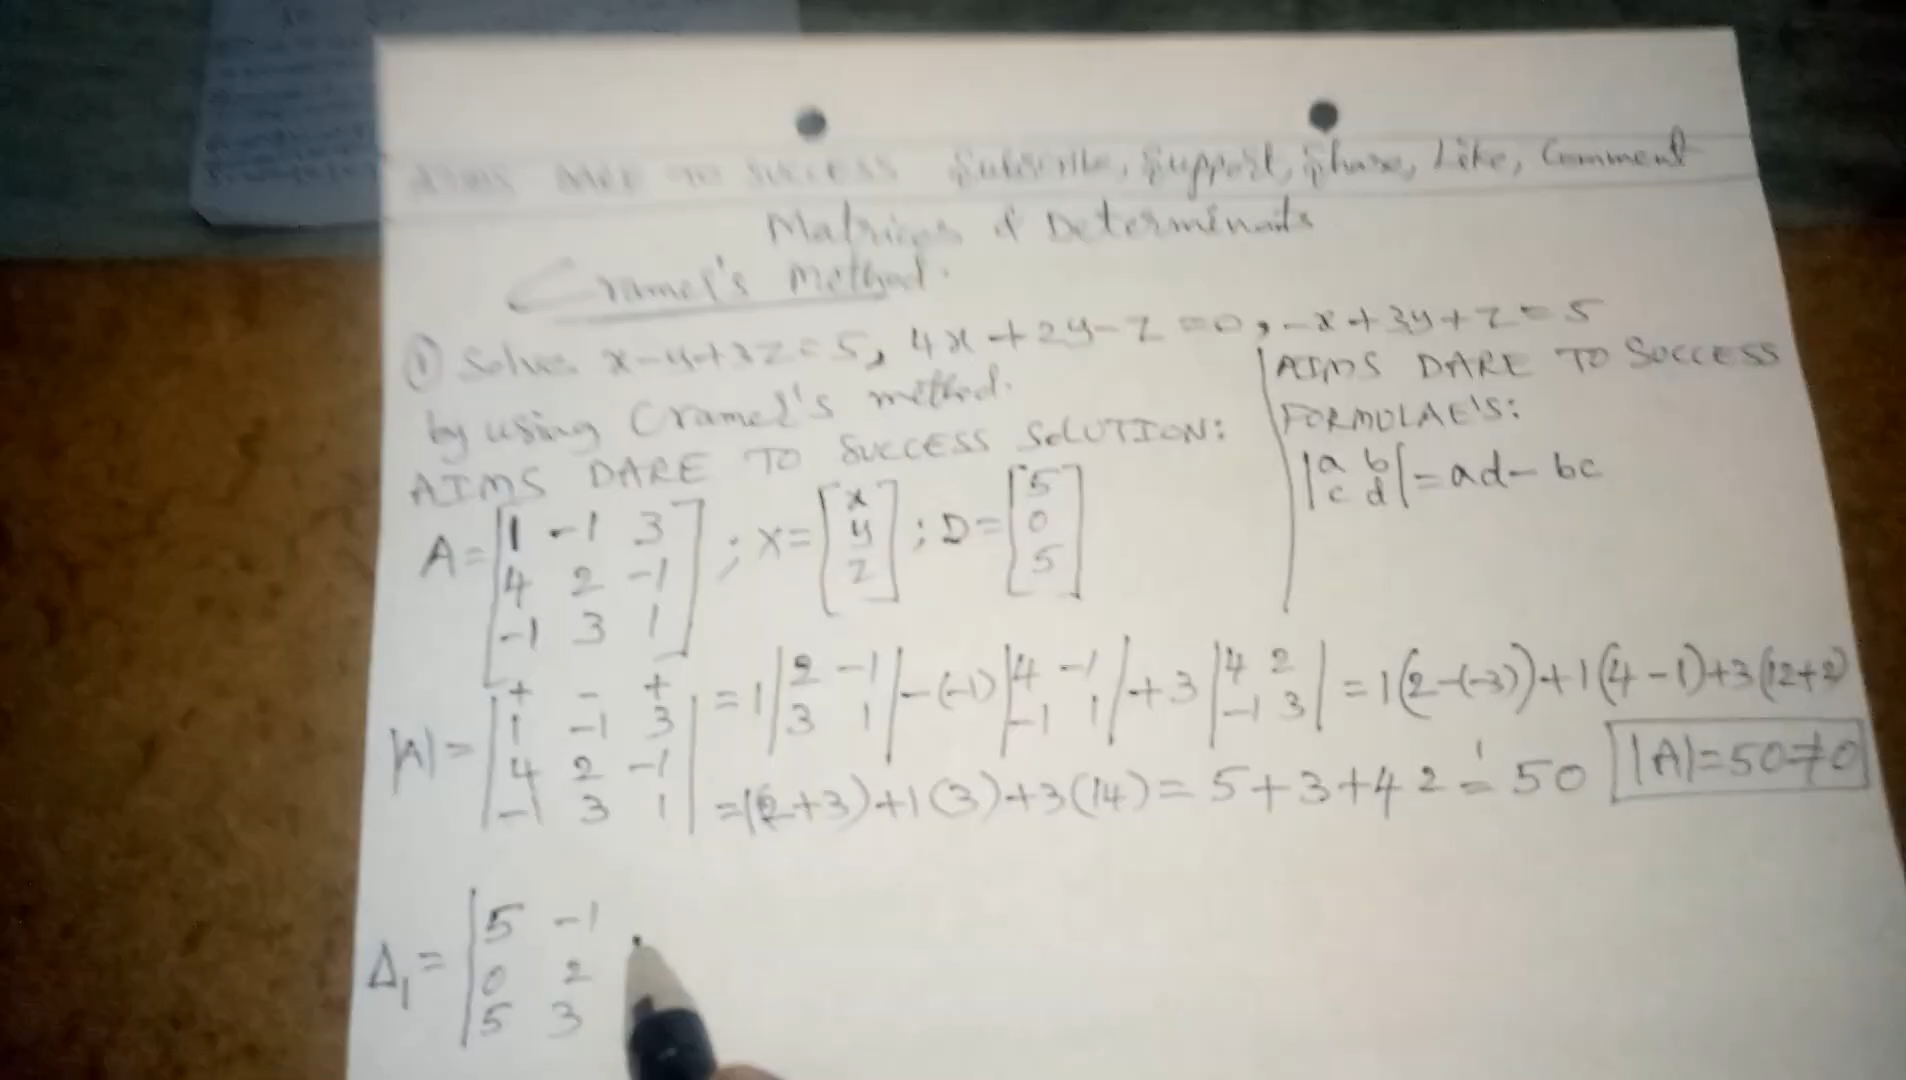 AIMS DARE TO SUCCESS Subscribe, Support, Share, Like, Comment
Matrices & Determinants
Cramel's Method.
① Solve x-y+3z=5, 4x+2y-z=0, -x+3y+z=5
by using Cramel's method.
AIMS DARE TO SUCCESS SOLUTION:
AIMS DARE TO SUCCESS
FORMULAE'S:
|a b| = ad - bc
|c d|
A = [1 -1 3] ; X = [x] ; D = [5]
[4 2 -1] [y] [0]
[-1 3 1] [z] [5]
+ - +
|A| = |1 -1 3| = 1 |2 -1| - (-1) |4 -1| + 3 |4 2| = 1(2-(-3)) + 1(4-1) + 3(12+2)
|4 2 -1| |3 1| |-1 1| |-1 3|
|-1 3 1| = 1(2+3) + 1(3) + 3(14) = 5+3+42 = 50 |A| = 50 ≠ 0
Δ₁ = |5 -1
|0 2
|5 3